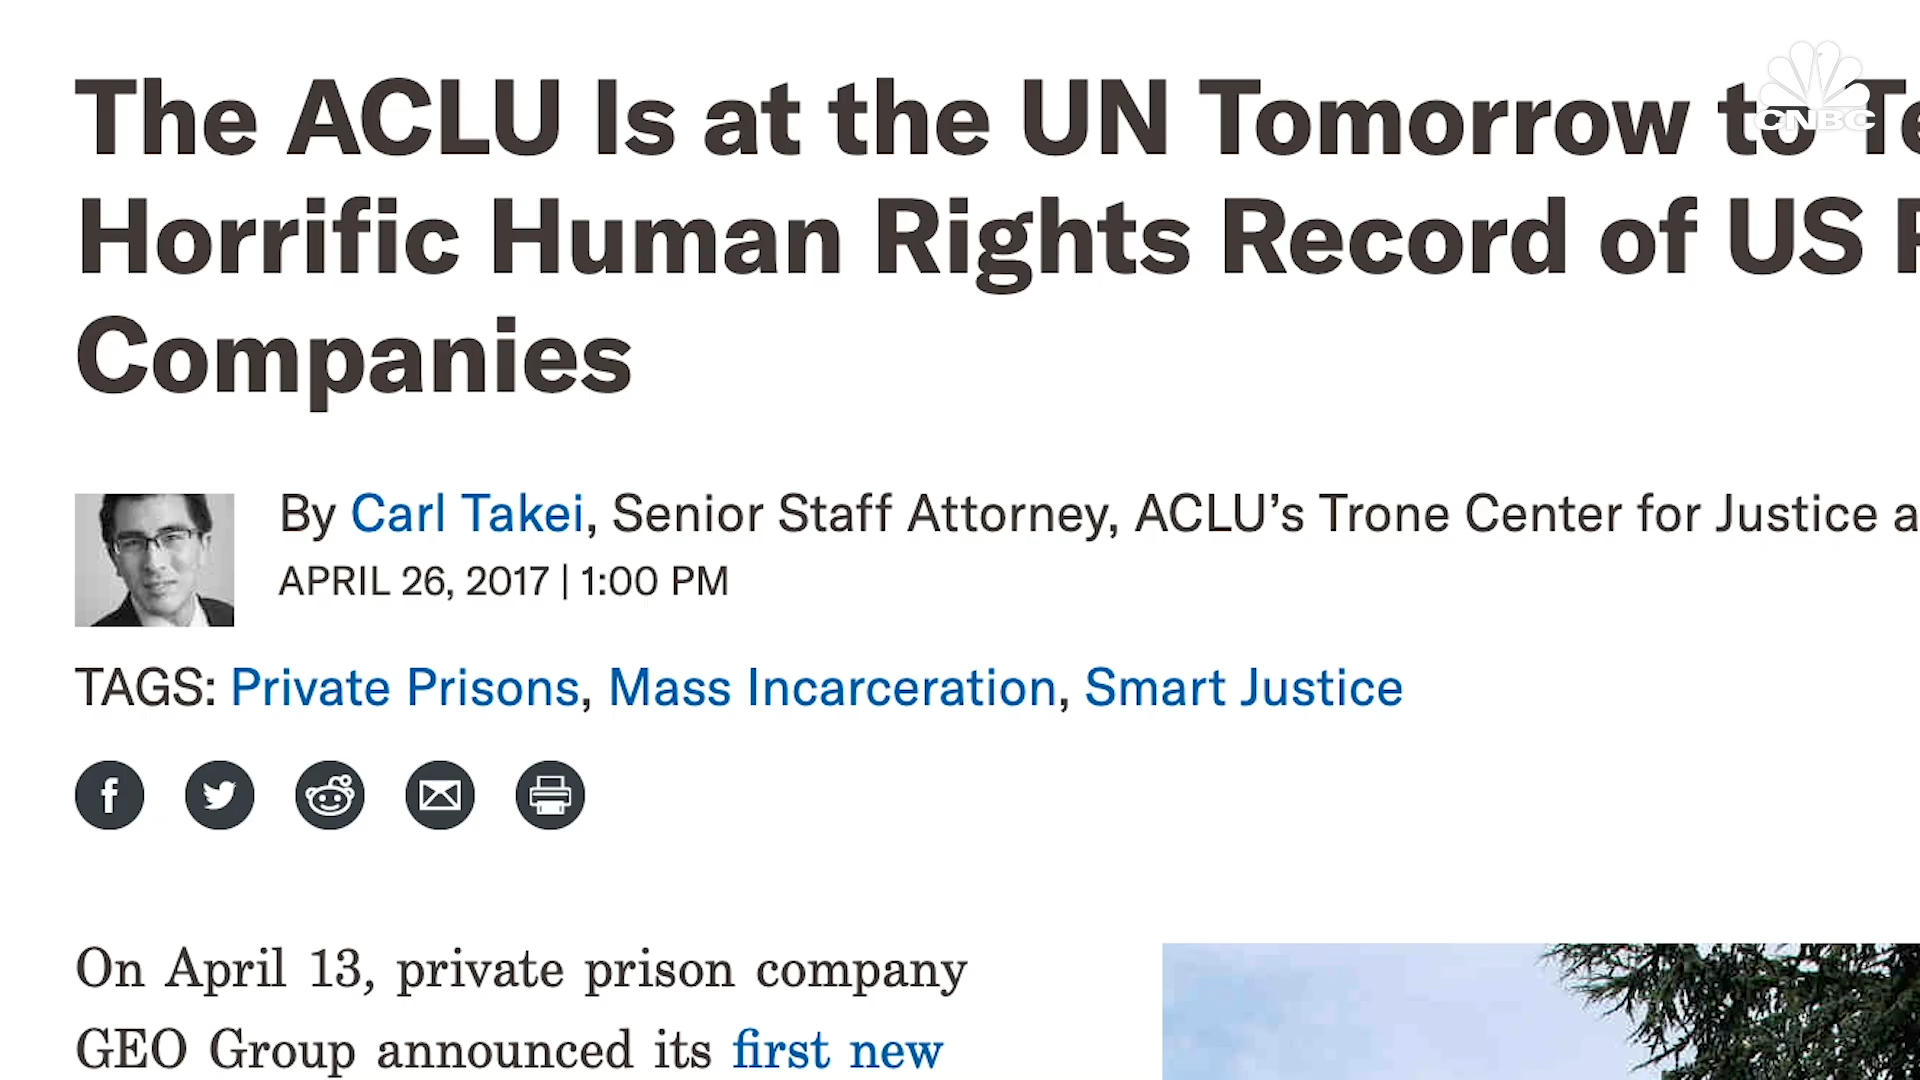 The ACLU Is at the UN Tomorrow to
Horrific Human Rights Record of US
Companies
CNBC
By Carl Takei, Senior Staff Attorney, ACLU’s Trone Center for Justice
APRIL 26, 2017 | 1:00 PM
TAGS: Private Prisons, Mass Incarceration, Smart Justice
On April 13, private prison company
GEO Group announced its first new